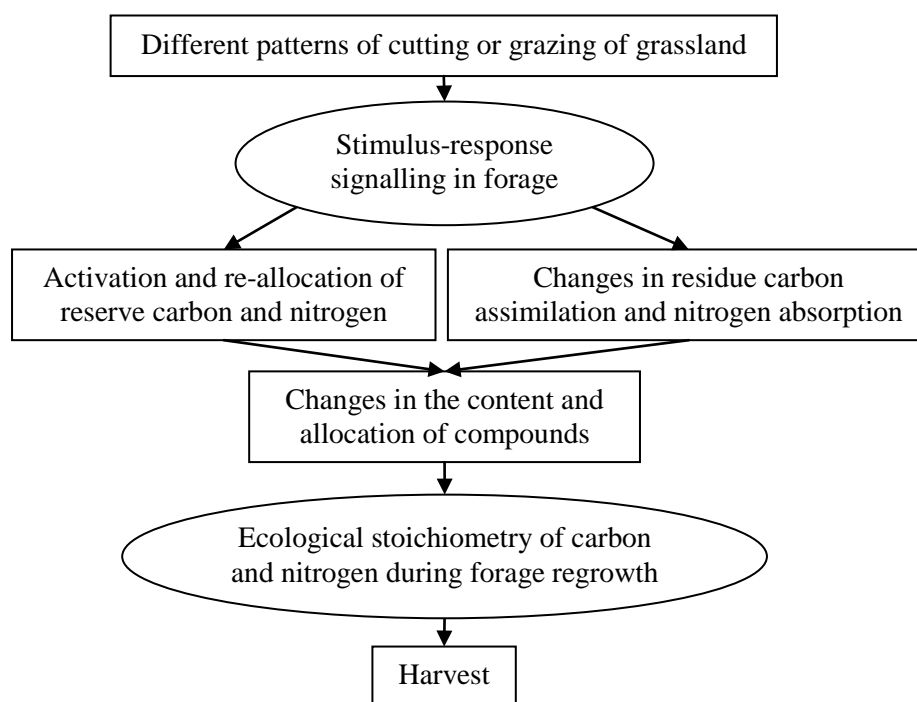 Different patterns of cutting or grazing of grassland
Stimulus-response
signalling in forage
Activation and re-allocation of
reserve carbon and nitrogen
Changes in residue carbon
assimilation and nitrogen absorption
Changes in the content and
allocation of compounds
Ecological stoichiometry of carbon
and nitrogen during forage regrowth
Harvest